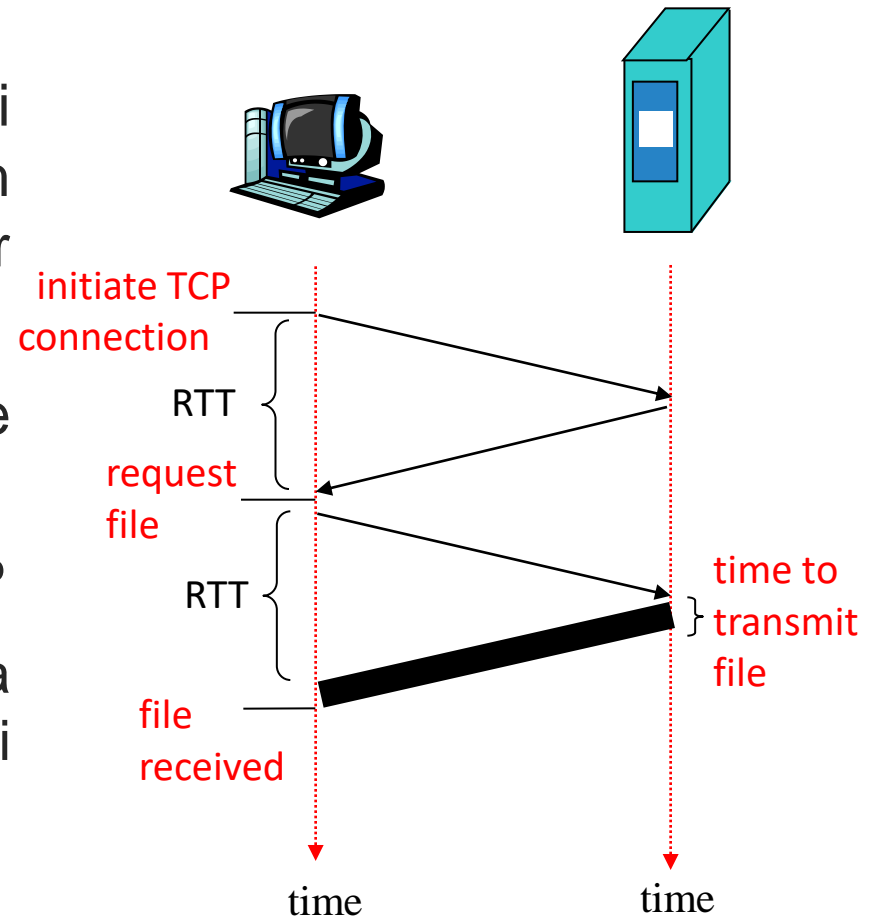 i
n
r
initiate TCP
connection
RTT
e
request
file
RTT
time to
transmit
file
a
i
file
received
time
time